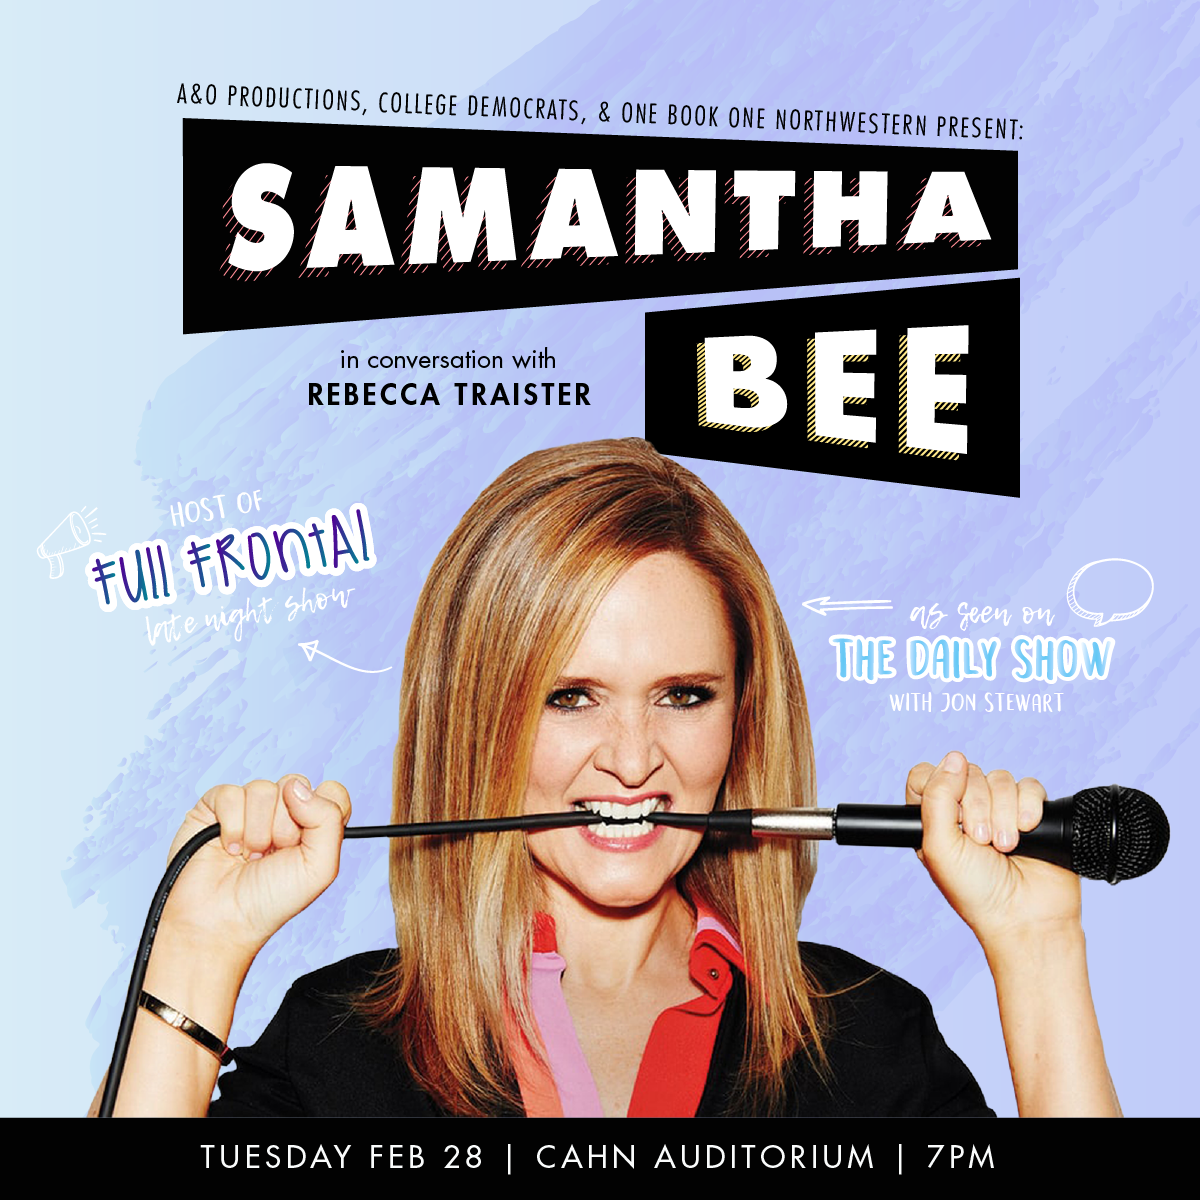 A&O PRODUCTIONS, COLLEGE DEMOCRATS, & ONE BOOK ONE NORTHWESTERN PRESENT:
SAMANTHA
BEE
in conversation with
REBECCA TRAISTER
HOST OF
FUll FRONTAl
late night show
as seen on
THE DAILY SHOW
WITH JON STEWART
TUESDAY FEB 28 | CAHN AUDITORIUM | 7PM